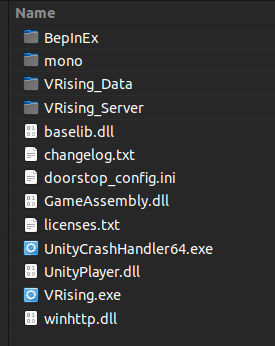 Name
BepInEx
mono
VRising_Data
VRising_Server
baselib.dll
changelog.txt
doorstop_config.ini
GameAssembly.dll
licenses.txt
UnityCrashHandler64.exe
UnityPlayer.dll
VRising.exe
winhttp.dll